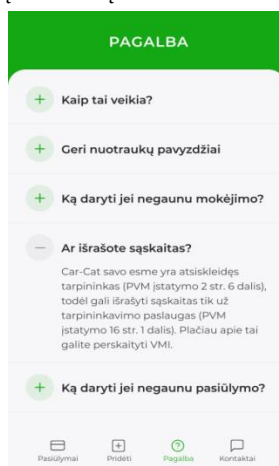 PAGALBA
Kaip tai veikia?
Geri nuotraukų pavyzdžiai
Ką daryti jei negaunu mokėjimo?
Ar išrašote sąskaitas?
Car-Cat savo esme yra atsiskleidęs
tarpininkas (PVM įstatymo 2 str. 6 dalis),
todėl gali išrašyti sąskaitas tik už
tarpininkavimo paslaugas (PVM
įstatymo 16 str. 1 dalis). Plačiau apie tai
galite perskaityti VMI.
Ką daryti jei negaunu pasiūlymo?
Pasiūlymai Pridėti Pagalba Kontaktai